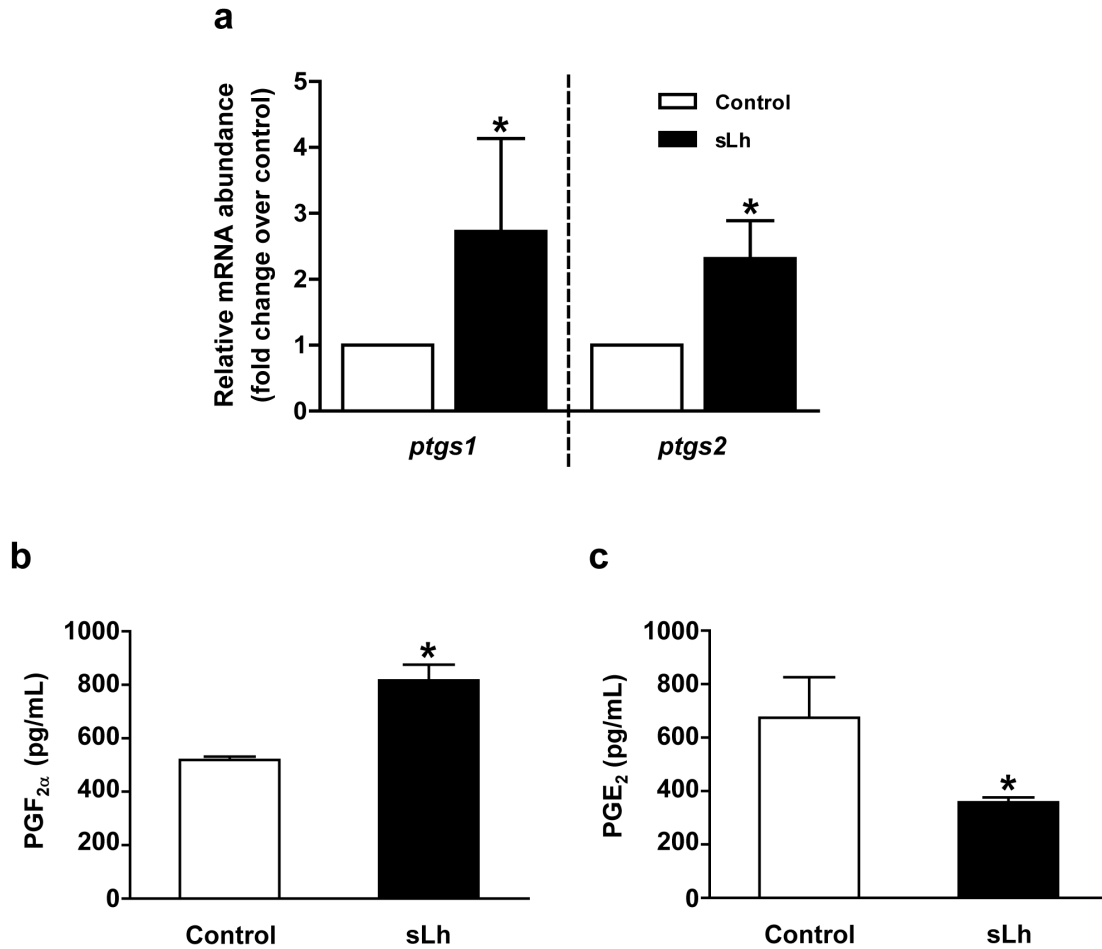 a
Relative mRNA abundance
(fold change over control)
5
4
3
2
1
0
*
*
Control
sLh
ptgs1
ptgs2
b
PGF2α (pg/mL)
1000
800
600
400
200
0
*
Control
sLh
c
PGE2 (pg/mL)
1000
800
600
400
200
0
*
Control
sLh